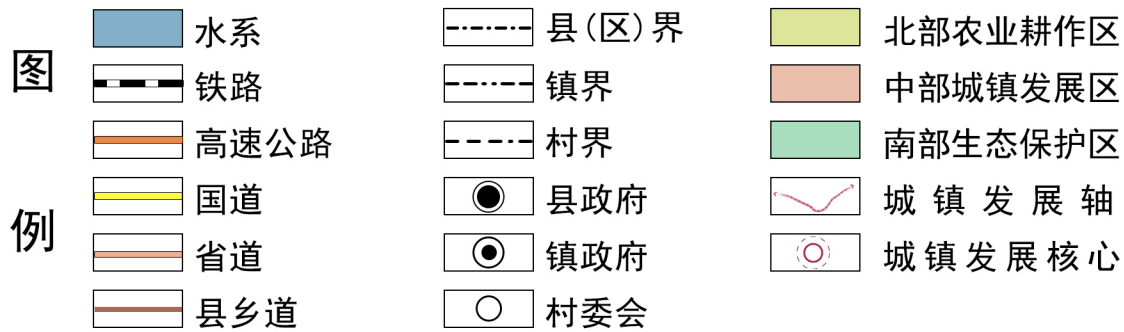 图例
水系
铁路
高速公路
国道
省道
县乡道
县(区)界
镇界
村界
县政府
镇政府
村委会
北部农业耕作区
中部城镇发展区
南部生态保护区
城镇发展轴
城镇发展核心